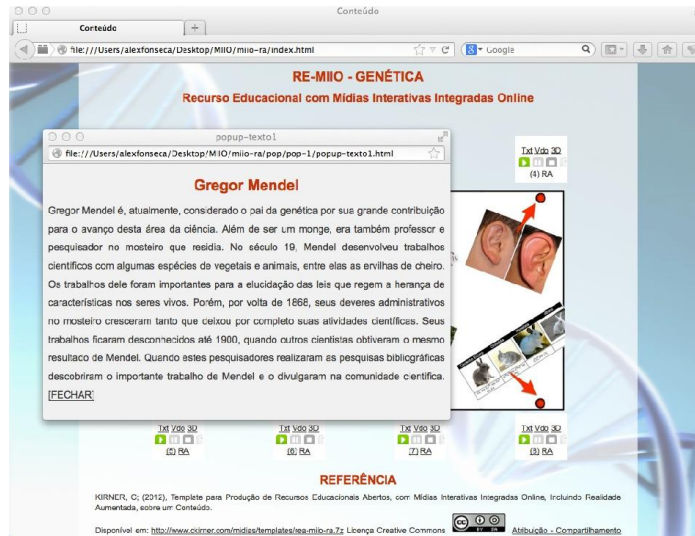 Conteúdo
Conteúdo
file:///Users/alexfonseca/Desktop/MIIO/miio-ra/index.html
Google
RE-MIIO - GENÉTICA
Recurso Educacional com Mídias Interativas Integradas Online
popup-texto1
file:///Users/alexfonseca/Desktop/MIIO/miio-ra/pop/pop-1/popup-texto1.html
Txt Vdo 3D
(4) RA
Gregor Mendel
Gregor Mendel é, atualmente, considerado o pai da genética por sua grande contribuição
para o avanço desta área da ciência. Além de ser um monge, era também professor e
pesquisador no mosteiro que residia. No século 19, Mendel desenvolveu trabalhos
científicos com algumas espécies de vegetais e animais, entre elas as ervilhas de cheiro.
Os trabalhos dele foram importantes para a elucidação das leis que regem a herança de
características nos seres vivos. Porém, por volta de 1868, seus deveres administrativos
no mosteiro cresceram tanto que deixou por completo suas atividades científicas. Seus
trabalhos ficaram desconhecidos até 1900, quando outros cientistas obtiveram o mesmo
resultaco de Mendel. Quando estes pesquisadores realizaram as pesquisas bibliográficas
descobriram o importante trabalho de Mendel e o divulgaram na comunidade científica.
[FECHAR]
Txt Vdo 3D
(5) RA
Txt Vdo 3D
(6) RA
Txt Vdo 3D
(7) RA
Txt Vdo 3D
(8) RA
REFERÊNCIA
KIRNER, C; (2012), Template para Produção de Recursos Educacionais Abertos, com Mídias Interativas Integradas Online, Incluindo Realidade
Aumentada, sobre um Conteúdo.
Disponível em: http://www.ckirner.com/midias/templates/rea-miio-ra.7z Licença Creative Commons
CC BY SA
Atribuição - Compartilhamento